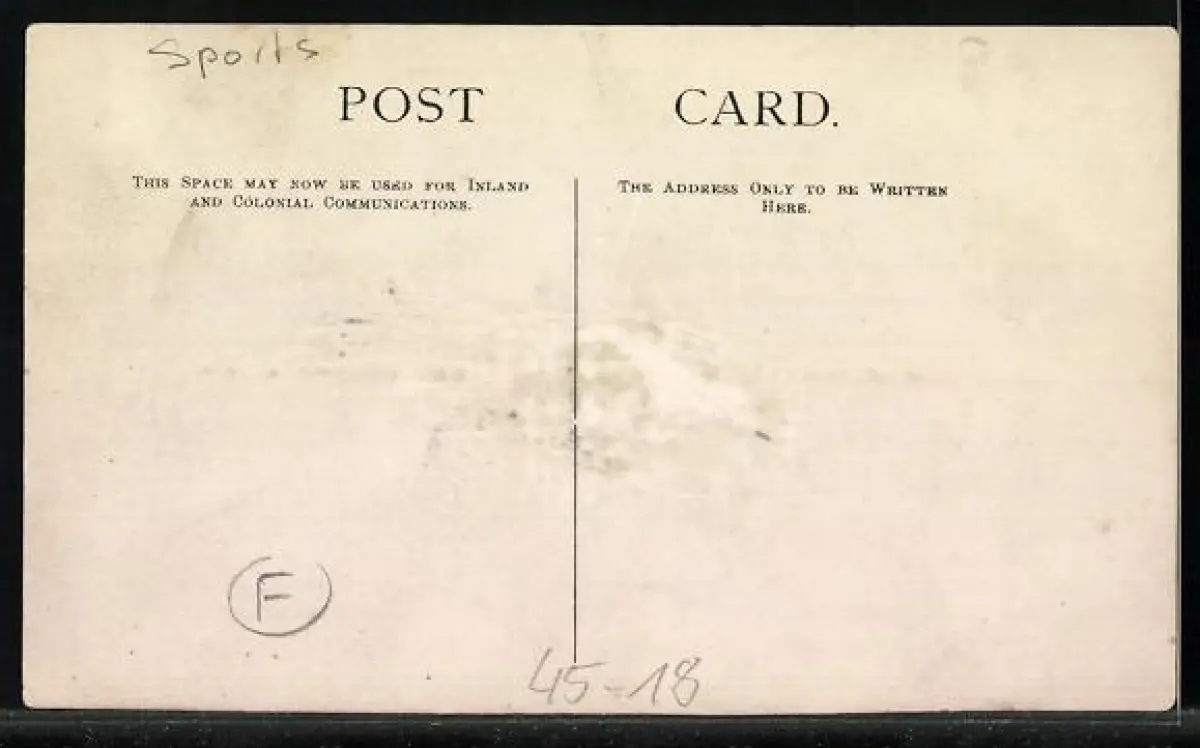 Sports
POST CARD.
THIS SPACE MAY NOW BE USED FOR INLAND
AND COLONIAL COMMUNICATIONS.
THE ADDRESS ONLY TO BE WRITTEN
HERE.
F
45-18